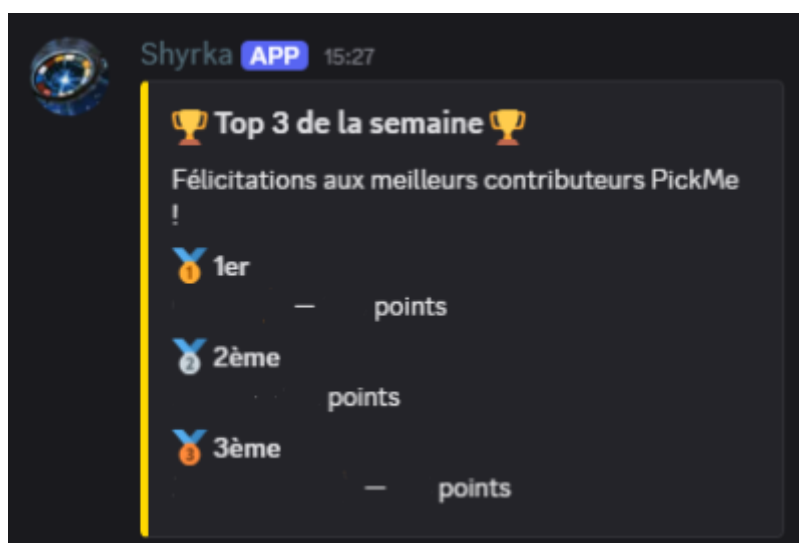 Shyrka APP 15:27
🏆 Top 3 de la semaine 🏆
Félicitations aux meilleurs contributeurs PickMe
!
🥇 1er
— points
🥈 2ème
points
🥉 3ème
— points